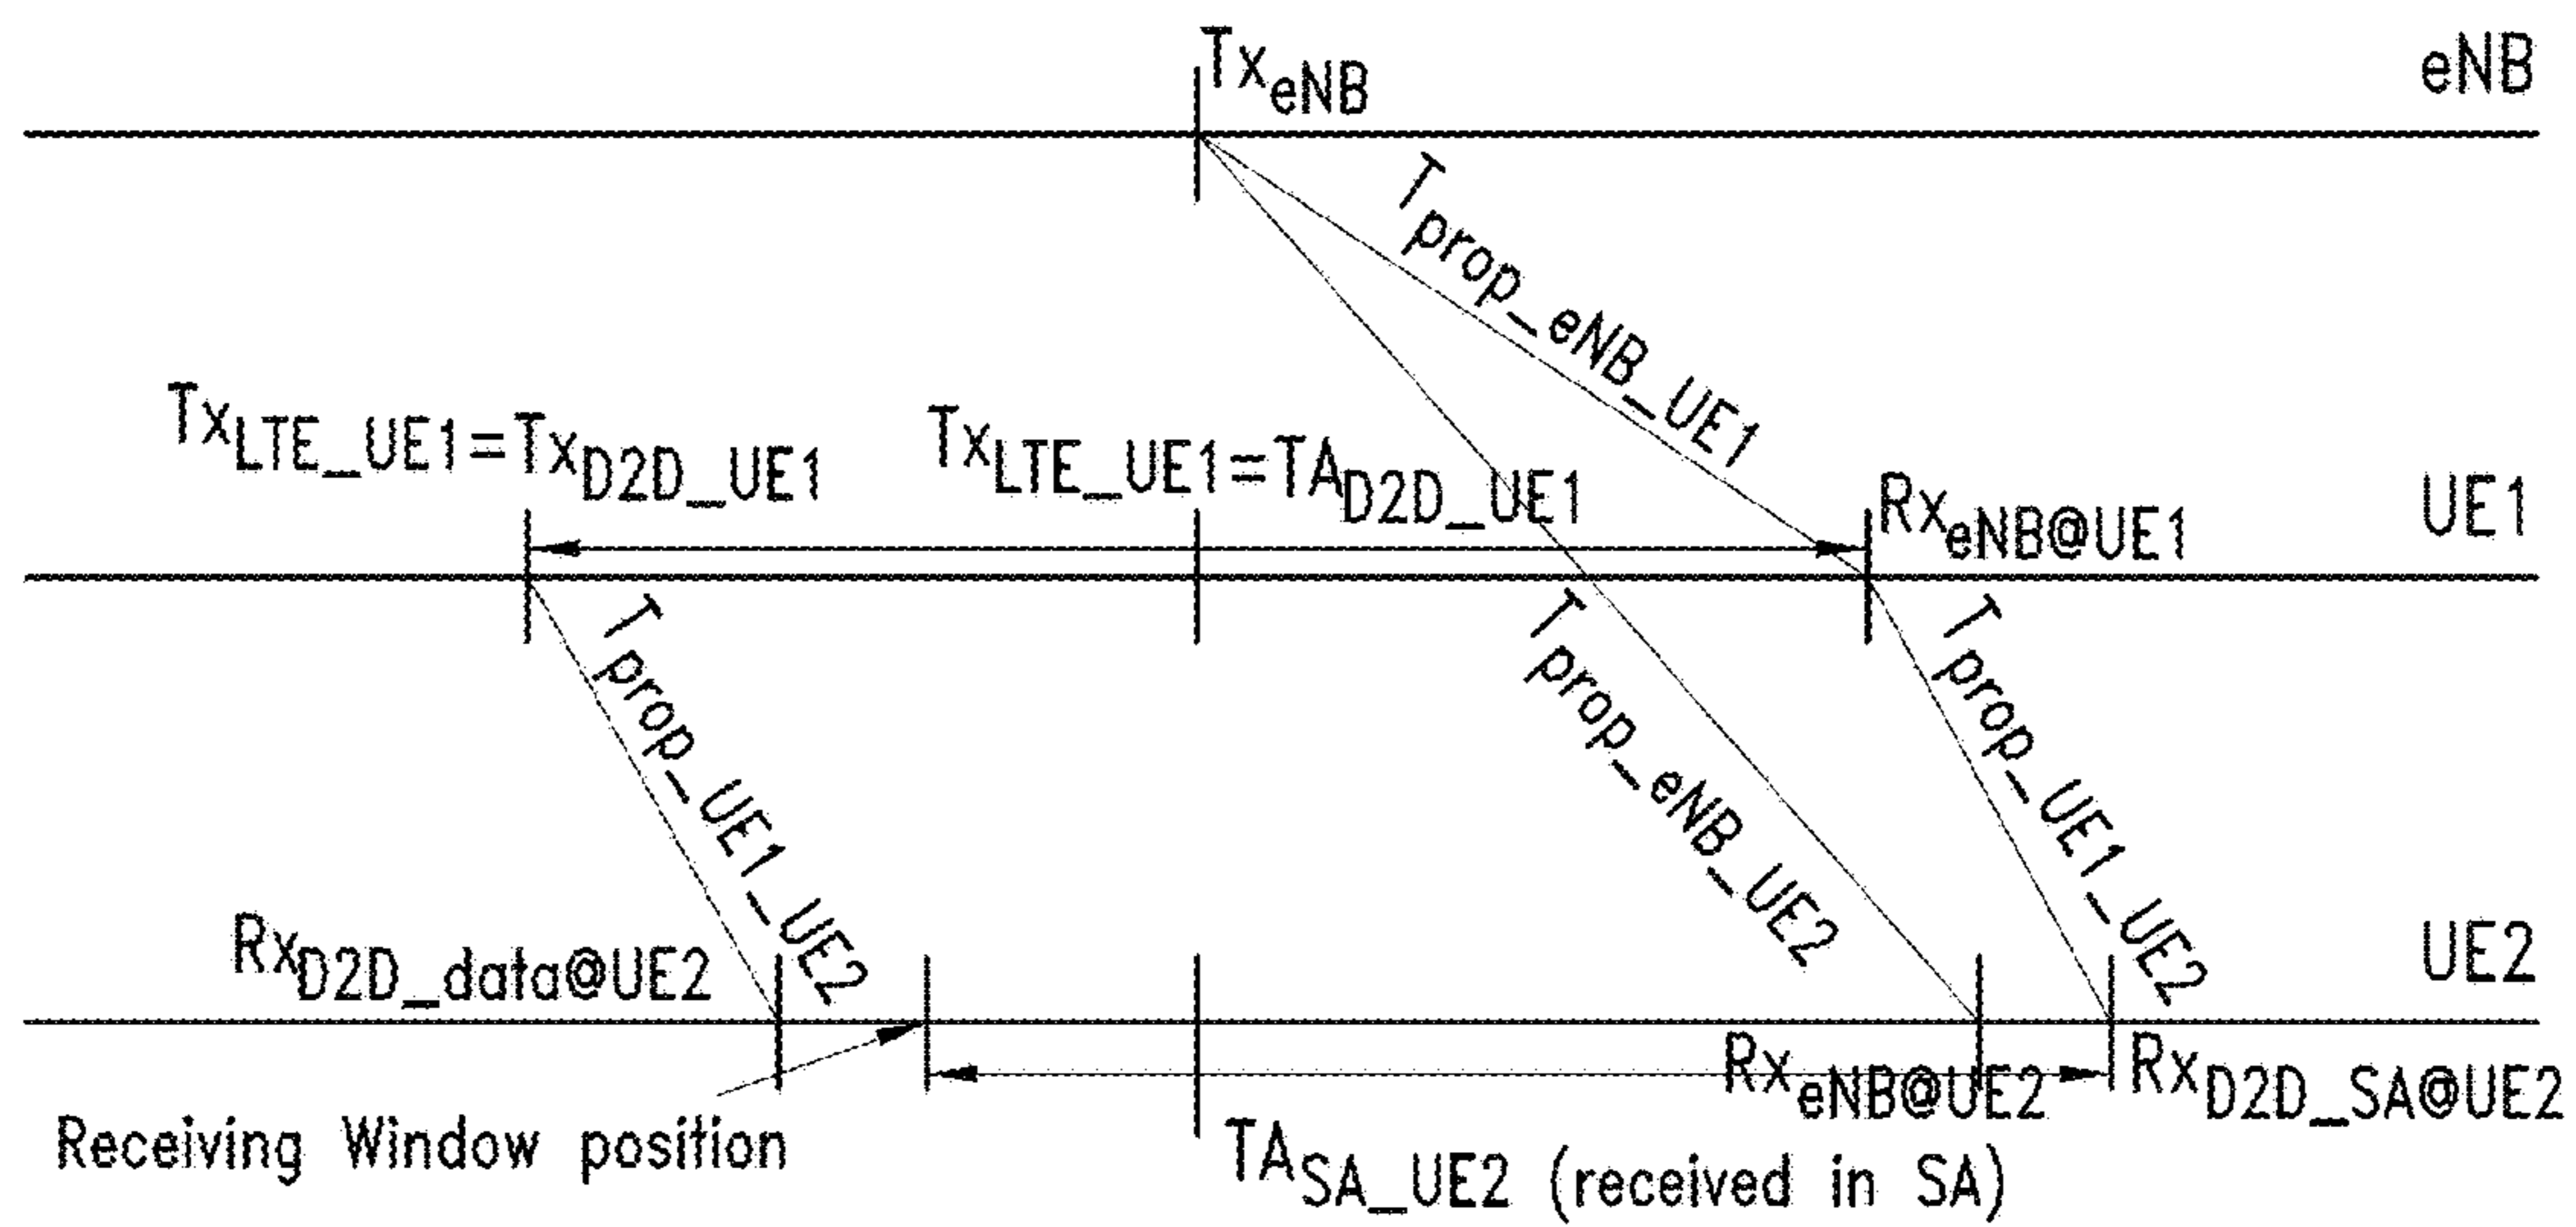 Tx_eNB
eNB
T_prop_eNB_UE1
Tx_LTE_UE1=Tx_D2D_UE1
Tx_LTE_UE1=TA_D2D_UE1
Rx_eNB@UE1
UE1
T_prop_UE1_UE2
T_prop_eNB_UE2
T_prop_UE1_UE2
Rx_D2D_data@UE2
UE2
Rx_eNB@UE2
Rx_D2D_SA@UE2
Receiving Window position
TA_SA_UE2 (received in SA)